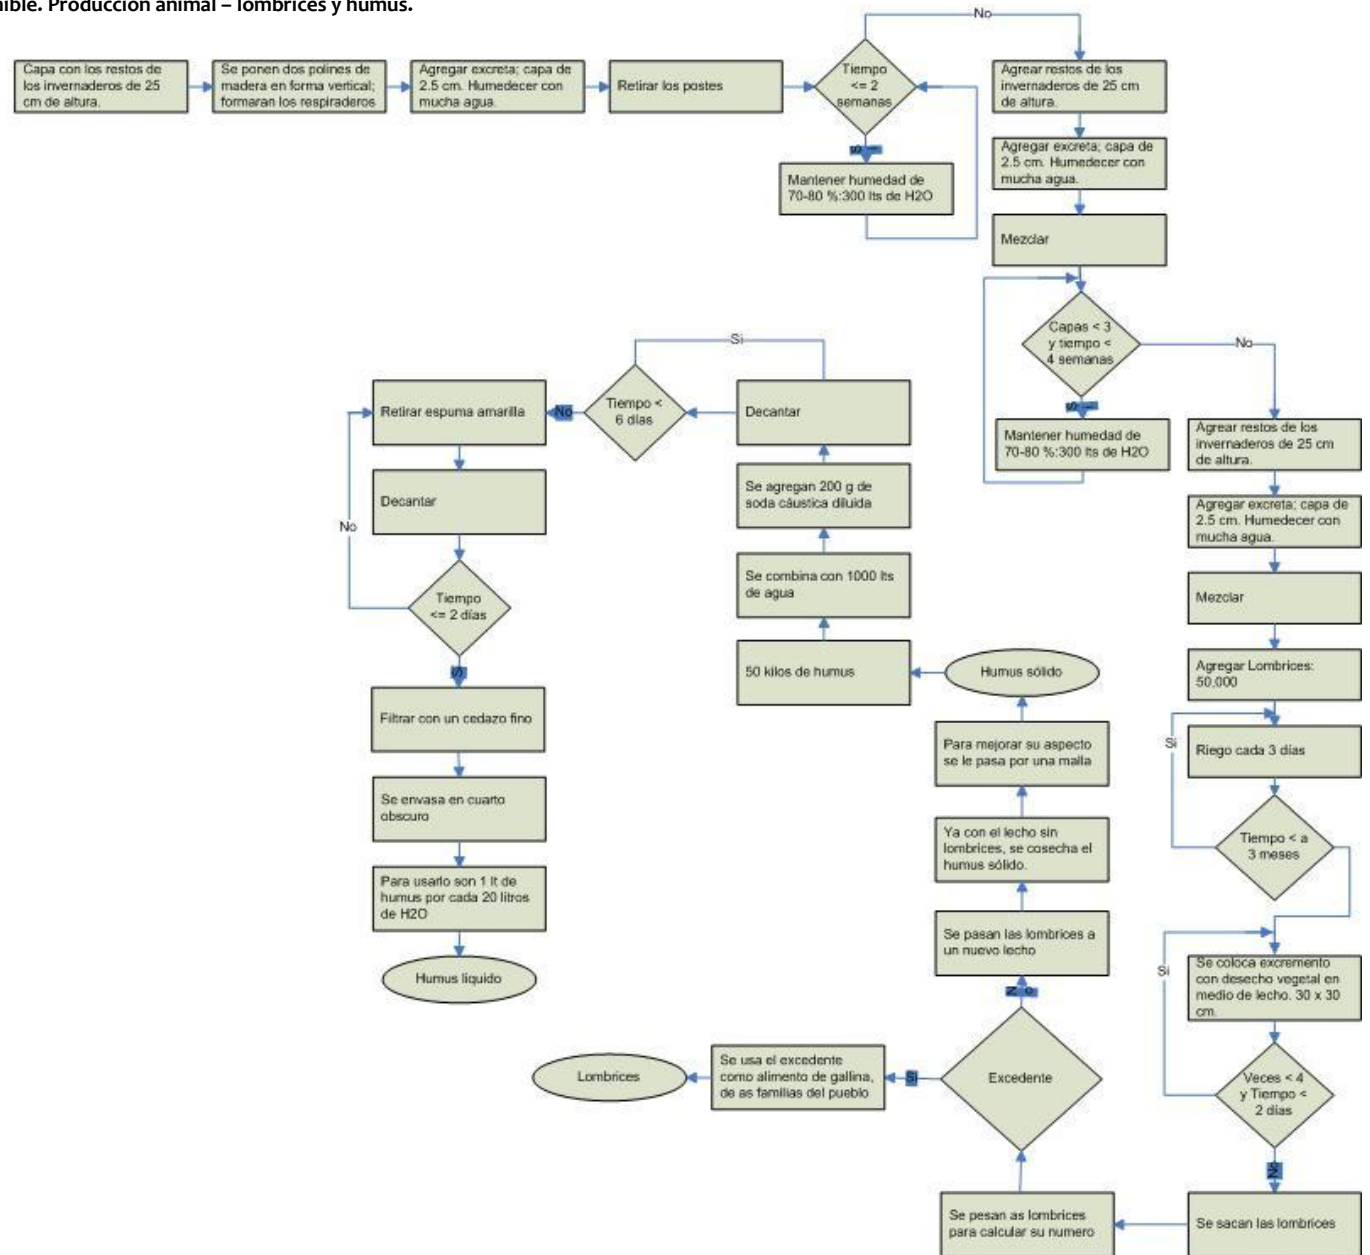 nible. Producción animal – lombrices y humus.
No
Capa con los restos de
los invernaderos de 25
cm de altura.
Se ponen dos polines de
madera en forma vertical;
formaran los respiraderos
Agregar excreta; capa de
2.5 cm. Humedecer con
mucha agua.
Retirar los postes
Tiempo
<= 2
semanas
Si
Mantener humedad de
70-80 %:300 lts de H2O
Agrear restos de los
invernaderos de 25 cm
de altura.
Agregar excreta; capa de
2.5 cm. Humedecer con
mucha agua.
Mezclar
Capas < 3
y tiempo <
4 semanas
No
Si
Mantener humedad de
70-80 %:300 lts de H2O
Agrear restos de los
invernaderos de 25 cm
de altura.
Agregar excreta; capa de
2.5 cm. Humedecer con
mucha agua.
Mezclar
Agregar Lombrices:
50,000
Si
Riego cada 3 días
Tiempo < a
3 meses
Si
Se coloca excremento
con desecho vegetal en
medio de lecho. 30 x 30
cm.
Veces < 4
y Tiempo <
2 días
No
Se sacan las lombrices
Se pesan as lombrices
para calcular su numero
Excedente
Si
Se usa el excedente
como alimento de gallina,
de as familias del pueblo
Lombrices
No
Se pasan las lombrices a
un nuevo lecho
Ya con el lecho sin
lombrices, se cosecha el
humus sólido.
Para mejorar su aspecto
se le pasa por una malla
Humus sólido
50 kilos de humus
Se combina con 1000 lts
de agua
Se agregan 200 g de
soda cáustica diluida
Decantar
Si
Tiempo <
6 días
No
Retirar espuma amarilla
Decantar
No
Tiempo
<= 2 días
Si
Filtrar con un cedazo fino
Se envasa en cuarto
obscuro
Para usarlo son 1 lt de
humus por cada 20 litros
de H2O
Humus liquido